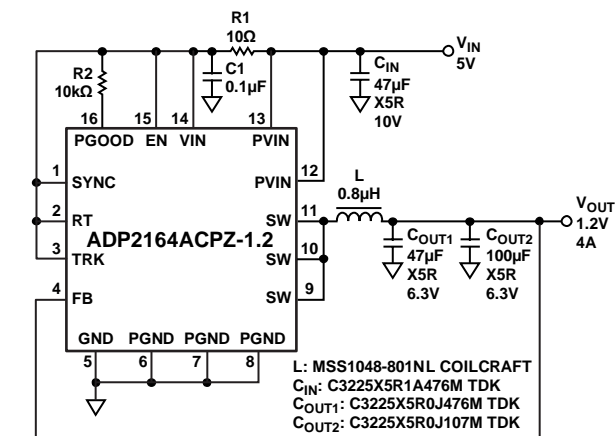 R1
10Ω
V_IN
5V
R2
10kΩ
C1
0.1µF
C_IN
47µF
X5R
10V
16
15
14
13
PGOOD
EN
VIN
PVIN
1
SYNC
PVIN
12
2
RT
SW
11
L
0.8µH
3
TRK
ADP2164ACPZ-1.2
SW
10
4
FB
SW
9
V_OUT
1.2V
4A
C_OUT1
47µF
X5R
6.3V
C_OUT2
100µF
X5R
6.3V
GND
PGND
PGND
PGND
5
6
7
8
L: MSS1048-801NL COILCRAFT
C_IN: C3225X5R1A476M TDK
C_OUT1: C3225X5R0J476M TDK
C_OUT2: C3225X5R0J107M TDK